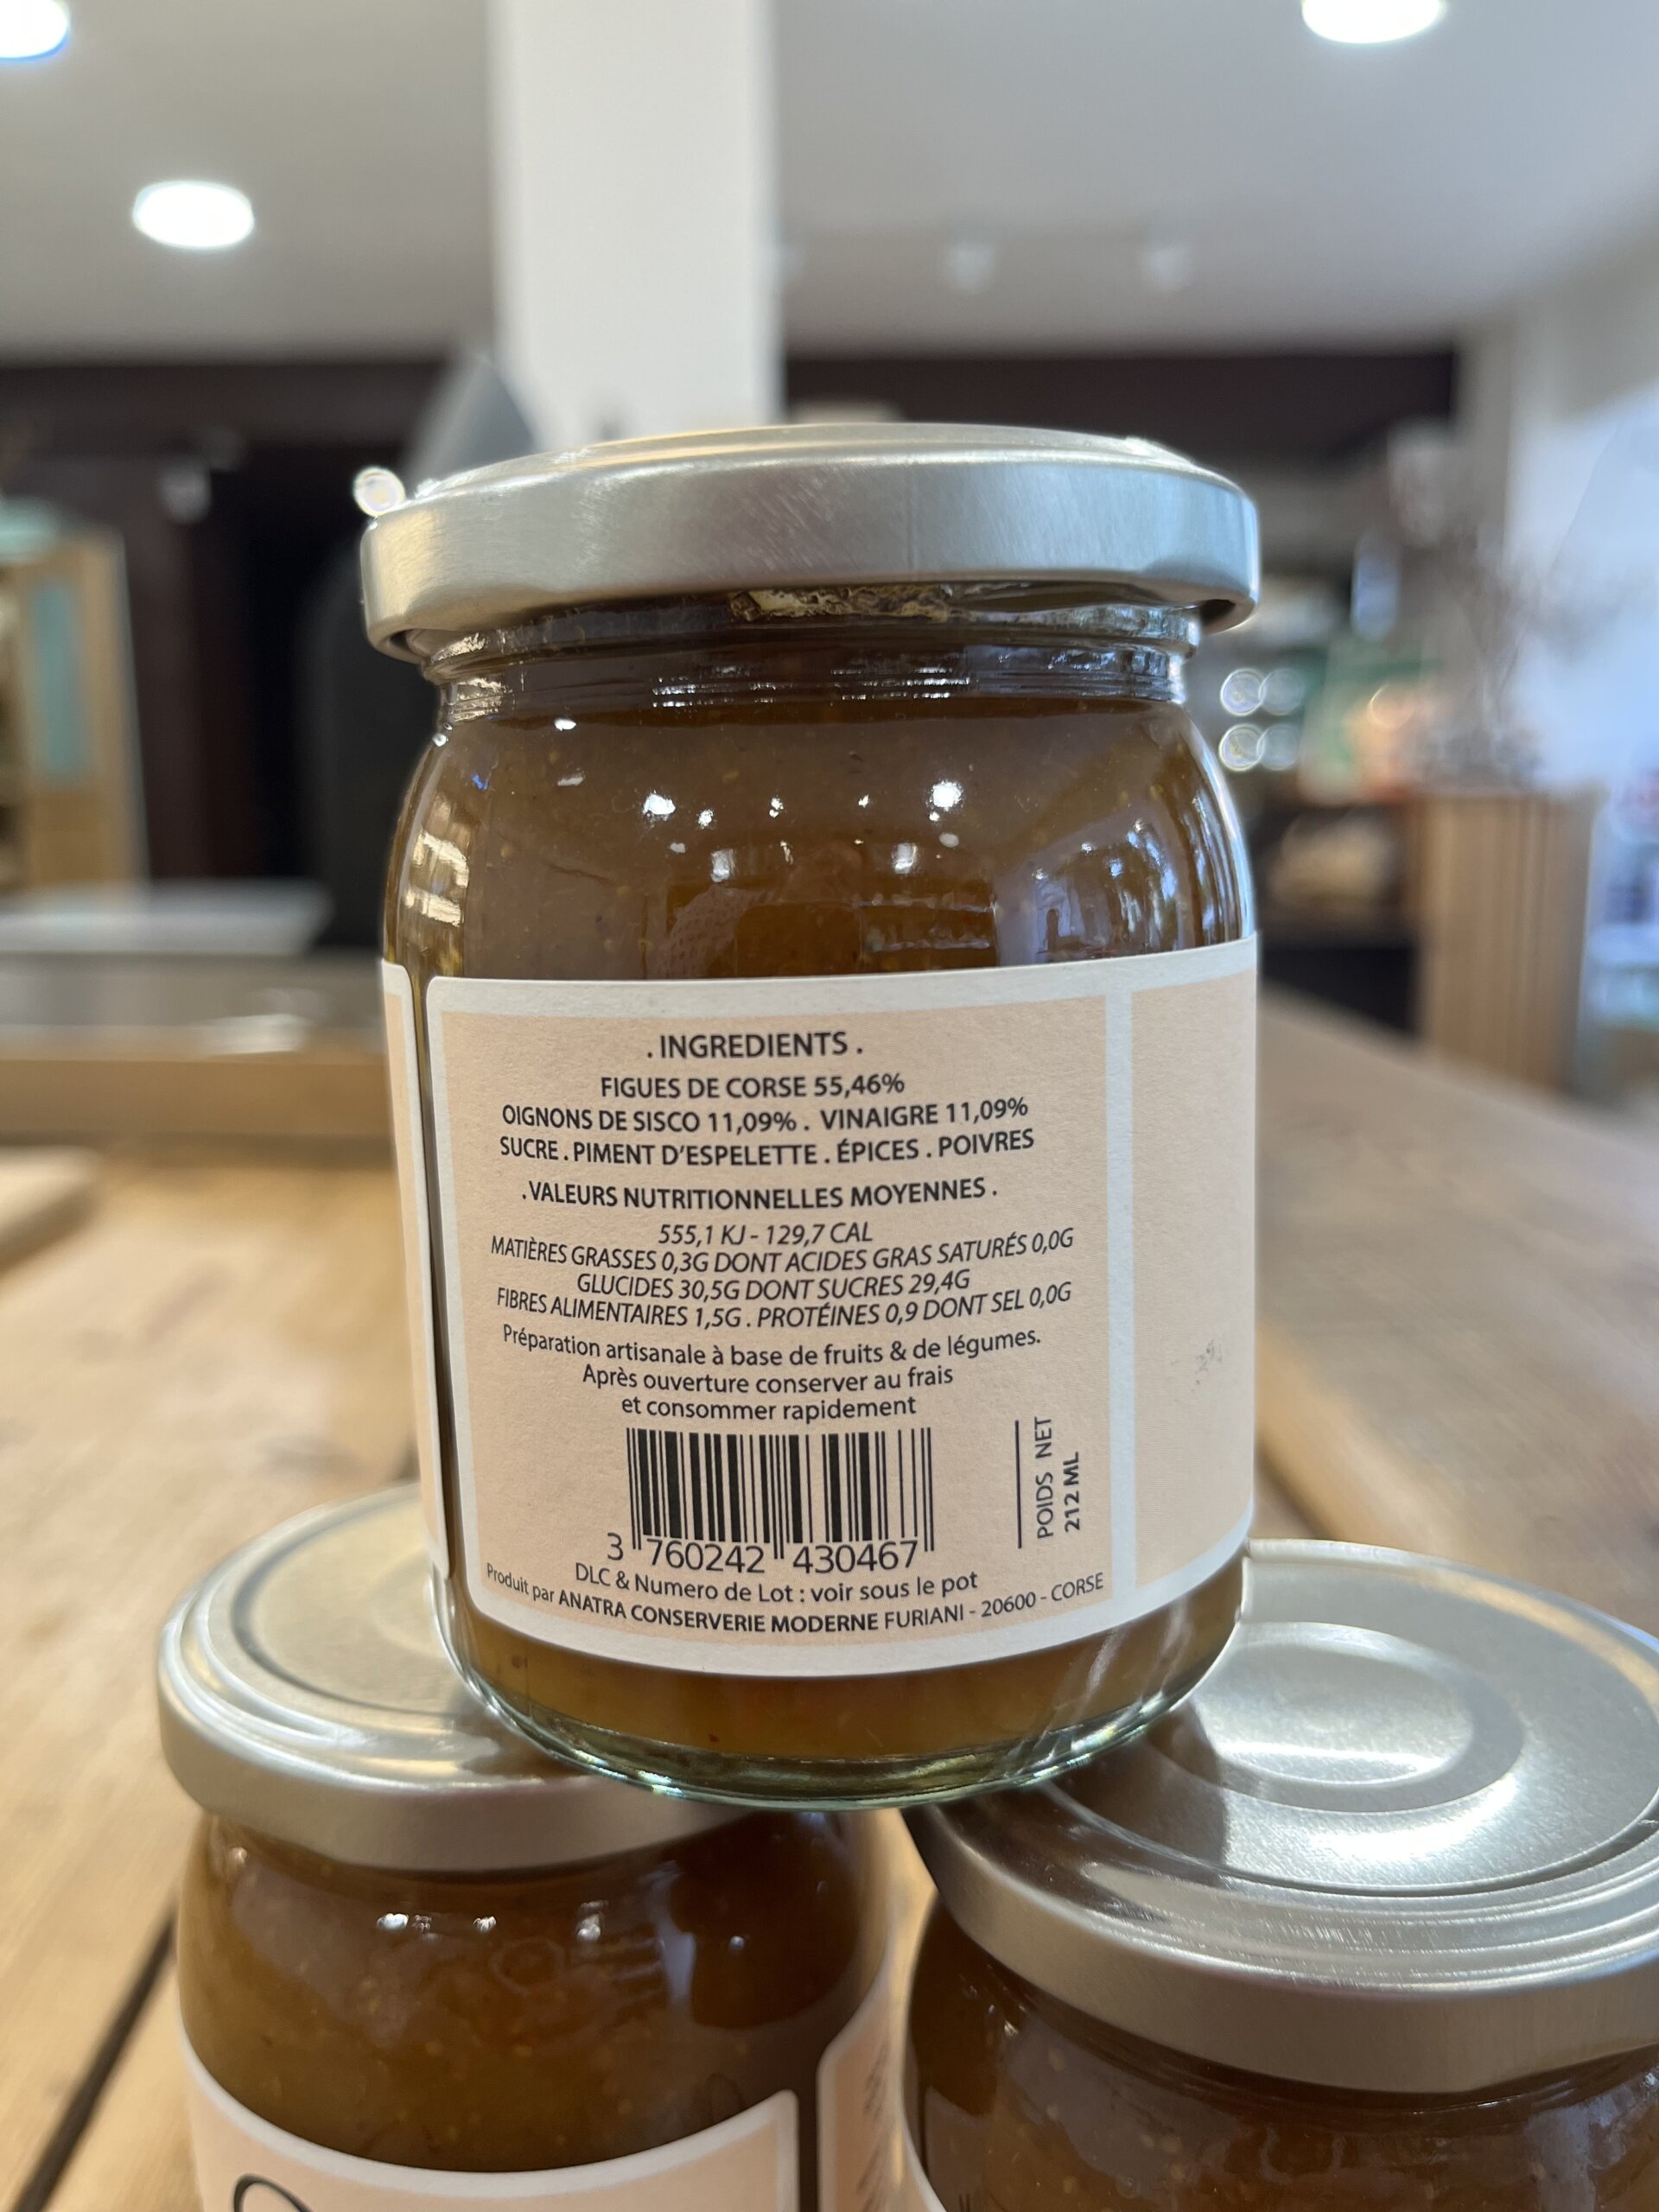 . INGREDIENTS .
FIGUES DE CORSE 55,46%
OIGNONS DE SISCO 11,09% . VINAIGRE 11,09%
SUCRE . PIMENT D'ESPELETTE . ÉPICES . POIVRES
. VALEURS NUTRITIONNELLES MOYENNES .
555,1 KJ - 129,7 CAL
MATIÈRES GRASSES 0,3G DONT ACIDES GRAS SATURÉS 0,0G
GLUCIDES 30,5G DONT SUCRES 29,4G
FIBRES ALIMENTAIRES 1,5G . PROTÉINES 0,9 DONT SEL 0,0G
Préparation artisanale à base de fruits & de légumes.
Après ouverture conserver au frais
et consommer rapidement
POIDS NET
212 ML
3 760242 430467
DLC & Numero de Lot : voir sous le pot
Produit par ANATRA CONSERVERIE MODERNE FURIANI - 20600 - CORSE